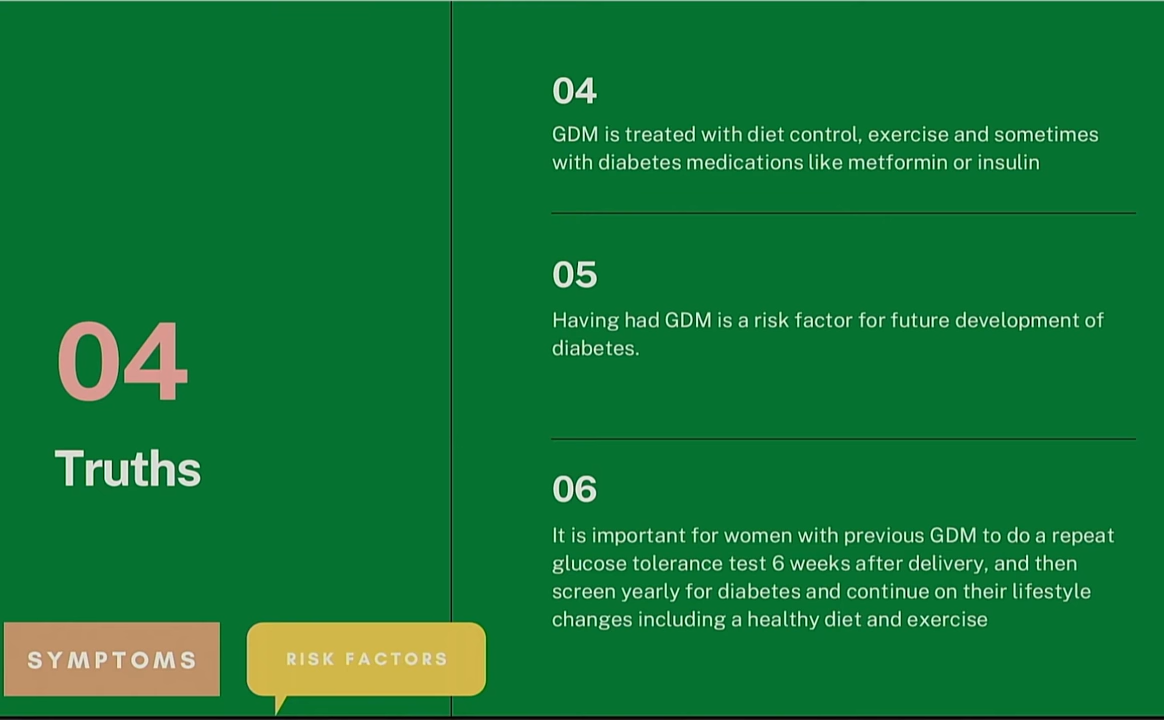 04
Truths
SYMPTOMS
RISK FACTORS
04
GDM is treated with diet control, exercise and sometimes
with diabetes medications like metformin or insulin
05
Having had GDM is a risk factor for future development of
diabetes.
06
It is important for women with previous GDM to do a repeat
glucose tolerance test 6 weeks after delivery, and then
screen yearly for diabetes and continue on their lifestyle
changes including a healthy diet and exercise